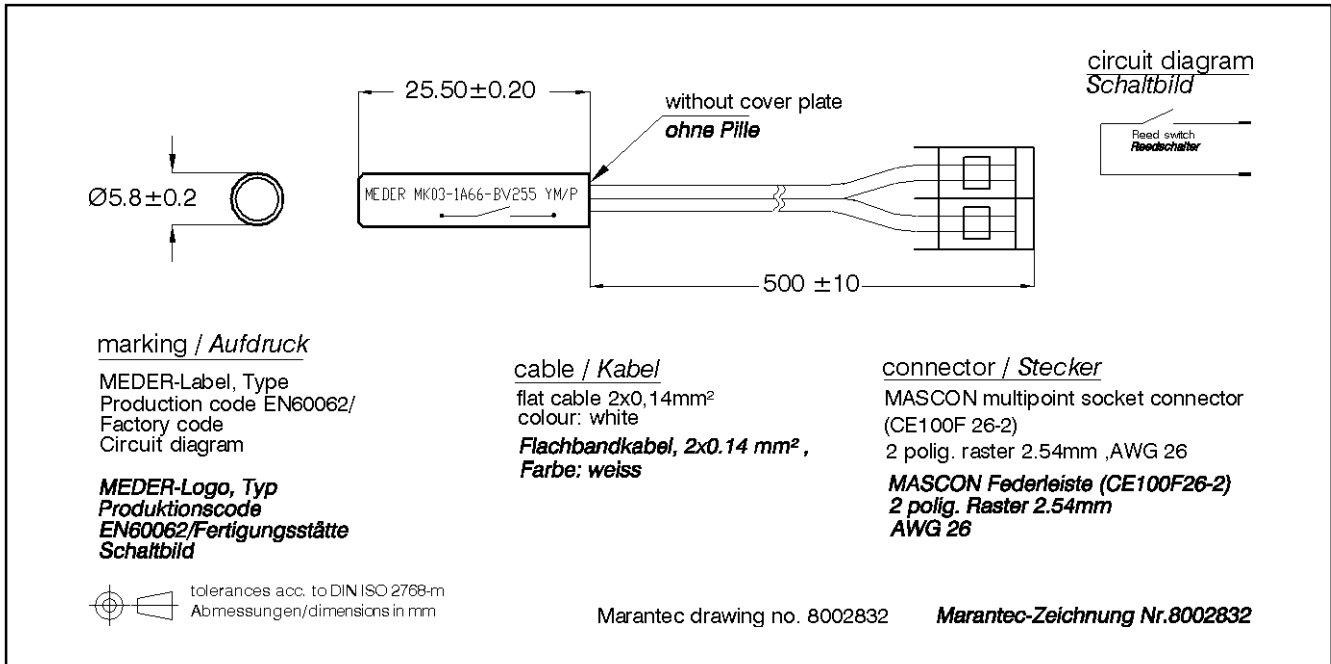 circuit diagram
Schaltbild
Reed switch
Reedschalter
25.50±0.20
without cover plate
ohne Pille
Ø5.8±0.2
MEDER MK03-1A66-BV255 YM/P
500 ±10
marking / Aufdruck
MEDER-Label, Type
Production code EN60062/
Factory code
Circuit diagram
MEDER-Logo, Typ
Produktionscode
EN60062/Fertigungsstätte
Schaltbild
cable / Kabel
flat cable 2x0,14mm²
colour: white
Flachbandkabel, 2x0.14 mm² ,
Farbe: weiss
connector / Stecker
MASCON multipoint socket connector
(CE100F 26-2)
2 polig. raster 2.54mm ,AWG 26
MASCON Federleiste (CE100F26-2)
2 polig. Raster 2.54mm
AWG 26
tolerances acc. to DIN ISO 2768-m
Abmessungen/dimensions in mm
Marantec drawing no. 8002832
Marantec-Zeichnung Nr.8002832